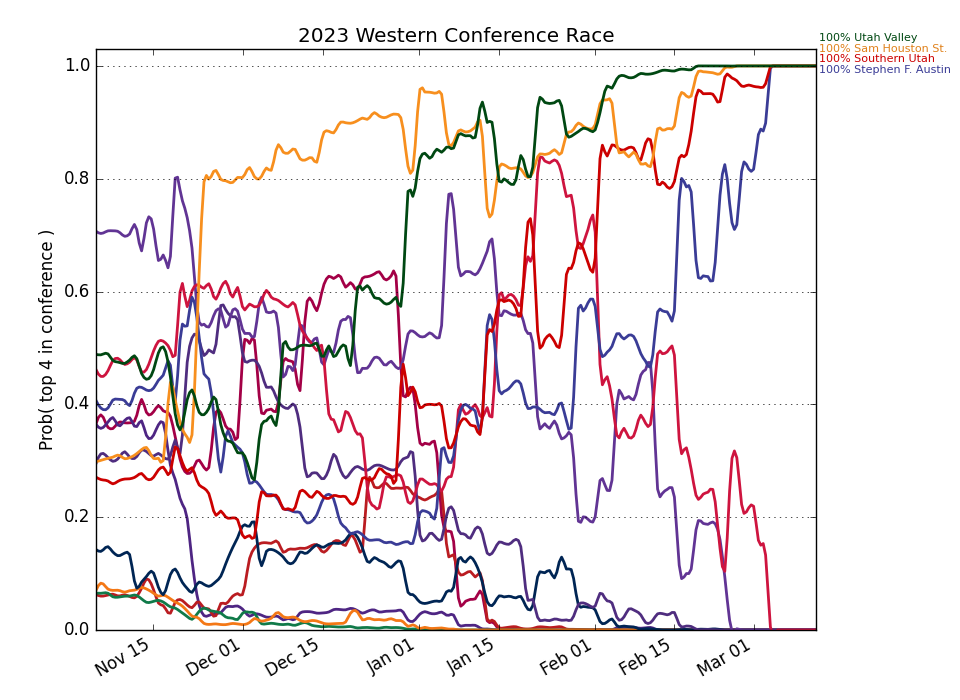 2023 Western Conference Race
100% Utah Valley
100% Sam Houston St.
100% Southern Utah
100% Stephen F. Austin
Prob( top 4 in conference )
1.0
0.8
0.6
0.4
0.2
0.0
Nov 15
Dec 01
Dec 15
Jan 01
Jan 15
Feb 01
Feb 15
Mar 01